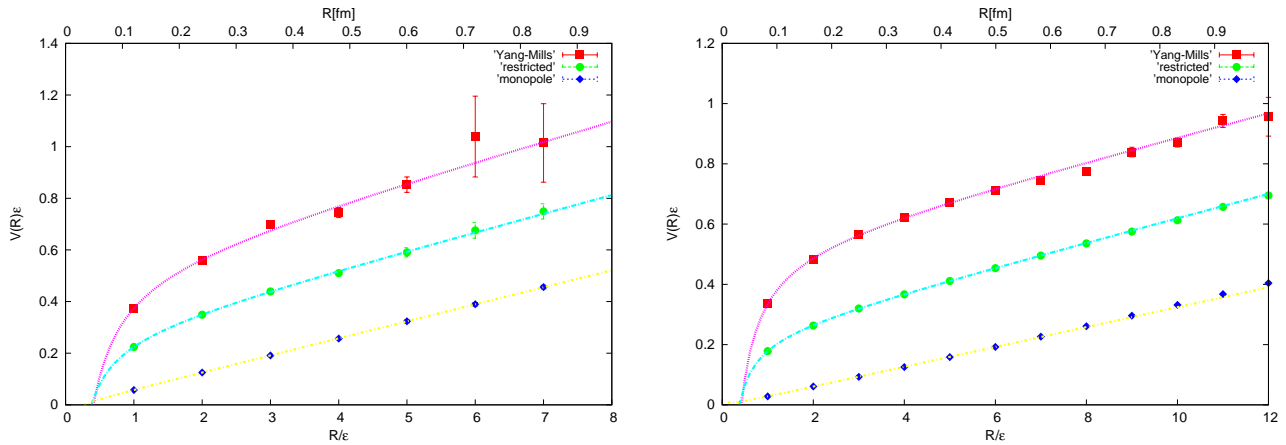 R[fm]
0 0.1 0.2 0.3 0.4 0.5 0.6 0.7 0.8 0.9
1.4
1.2
1
0.8
0.6
0.4
0.2
0
V(R)ε
'Yang-Mills'
'restricted'
'monopole'
0 1 2 3 4 5 6 7 8
R/ε
R[fm]
0 0.1 0.2 0.3 0.4 0.5 0.6 0.7 0.8 0.9
1.2
1
0.8
0.6
0.4
0.2
0
V(R)ε
'Yang-Mills'
'restricted'
'monopole'
0 2 4 6 8 10 12
R/ε